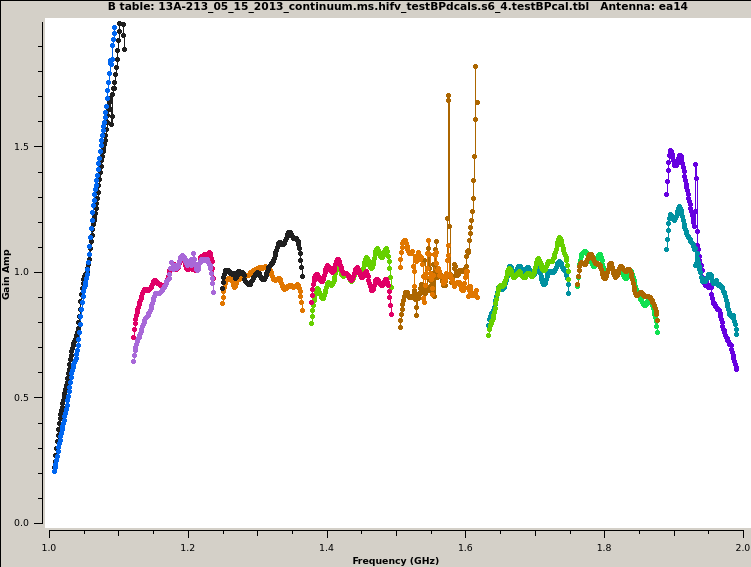 B table: 13A-213_05_15_2013_continuum.ms.hifv_testBPdcals.s6_4.testBPcal.tbl Antenna: ea14
Gain Amp
1.5
1.0
0.5
0.0
1.0 1.2 1.4 1.6 1.8 2.0
Frequency (GHz)